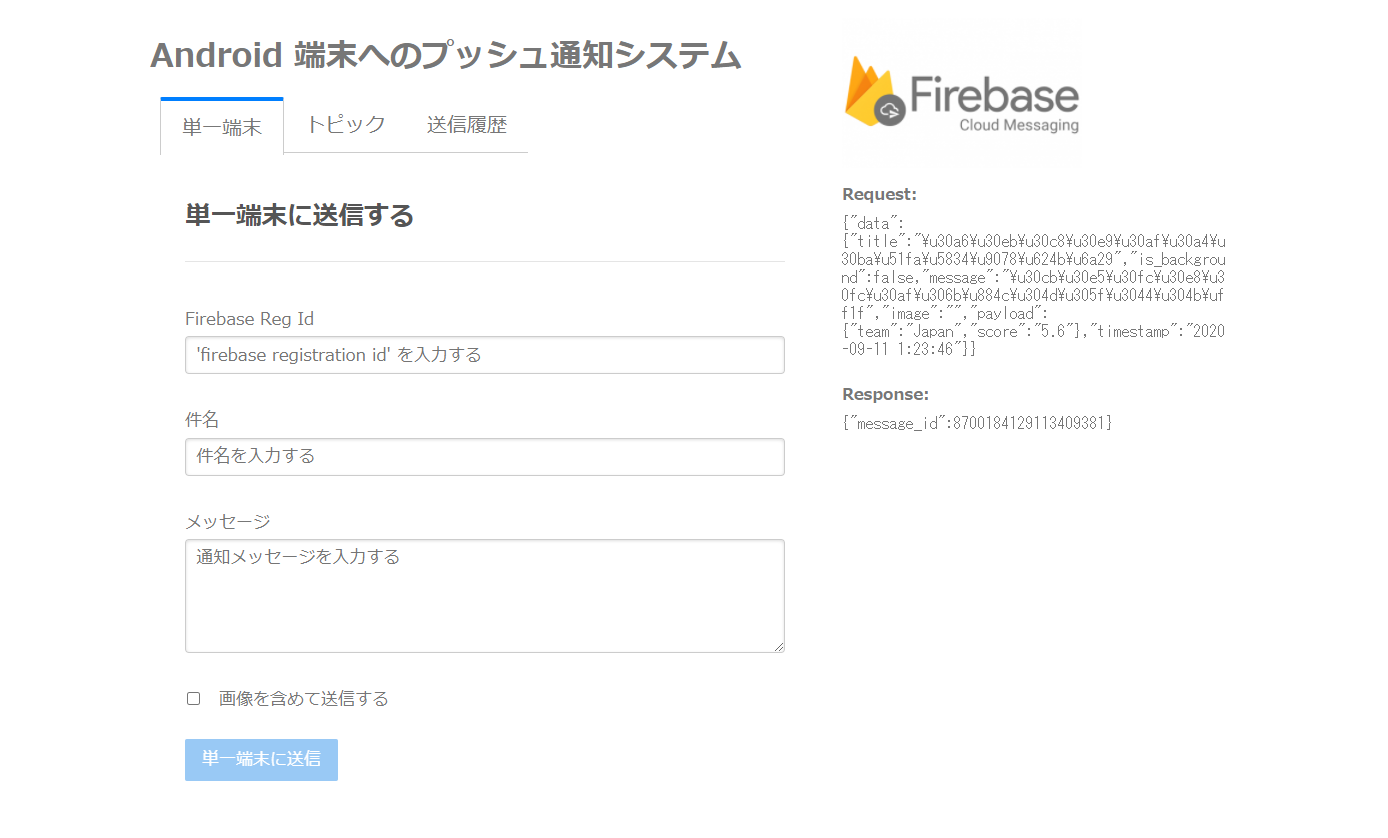 Android 端末へのプッシュ通知システム
単一端末
トピック
送信履歴
単一端末に送信する
Firebase Reg Id
'firebase registration id' を入力する
件名
件名を入力する
メッセージ
通知メッセージを入力する
画像を含めて送信する
単一端末に送信
Firebase
Cloud Messaging
Request:
{"data":
{"title":"¥u30a6¥u30eb¥u30c8¥u30e9¥u30af¥u30a4¥u
30ba¥u51fa¥u5834¥u9078¥u624b¥u6a29","is_backgrou
nd":false,"message":"¥u30cb¥u30e5¥u30fc¥u30e8¥u3
0fc¥u30af¥u306b¥u884c¥u304d¥u305f¥u3044¥u304b¥uf
f1f","image":"","payload":
{"team":"Japan","score":"5.6"},"timestamp":"2020
-09-11 1:23:46"}}
Response:
{"message_id":8700184129113409381}